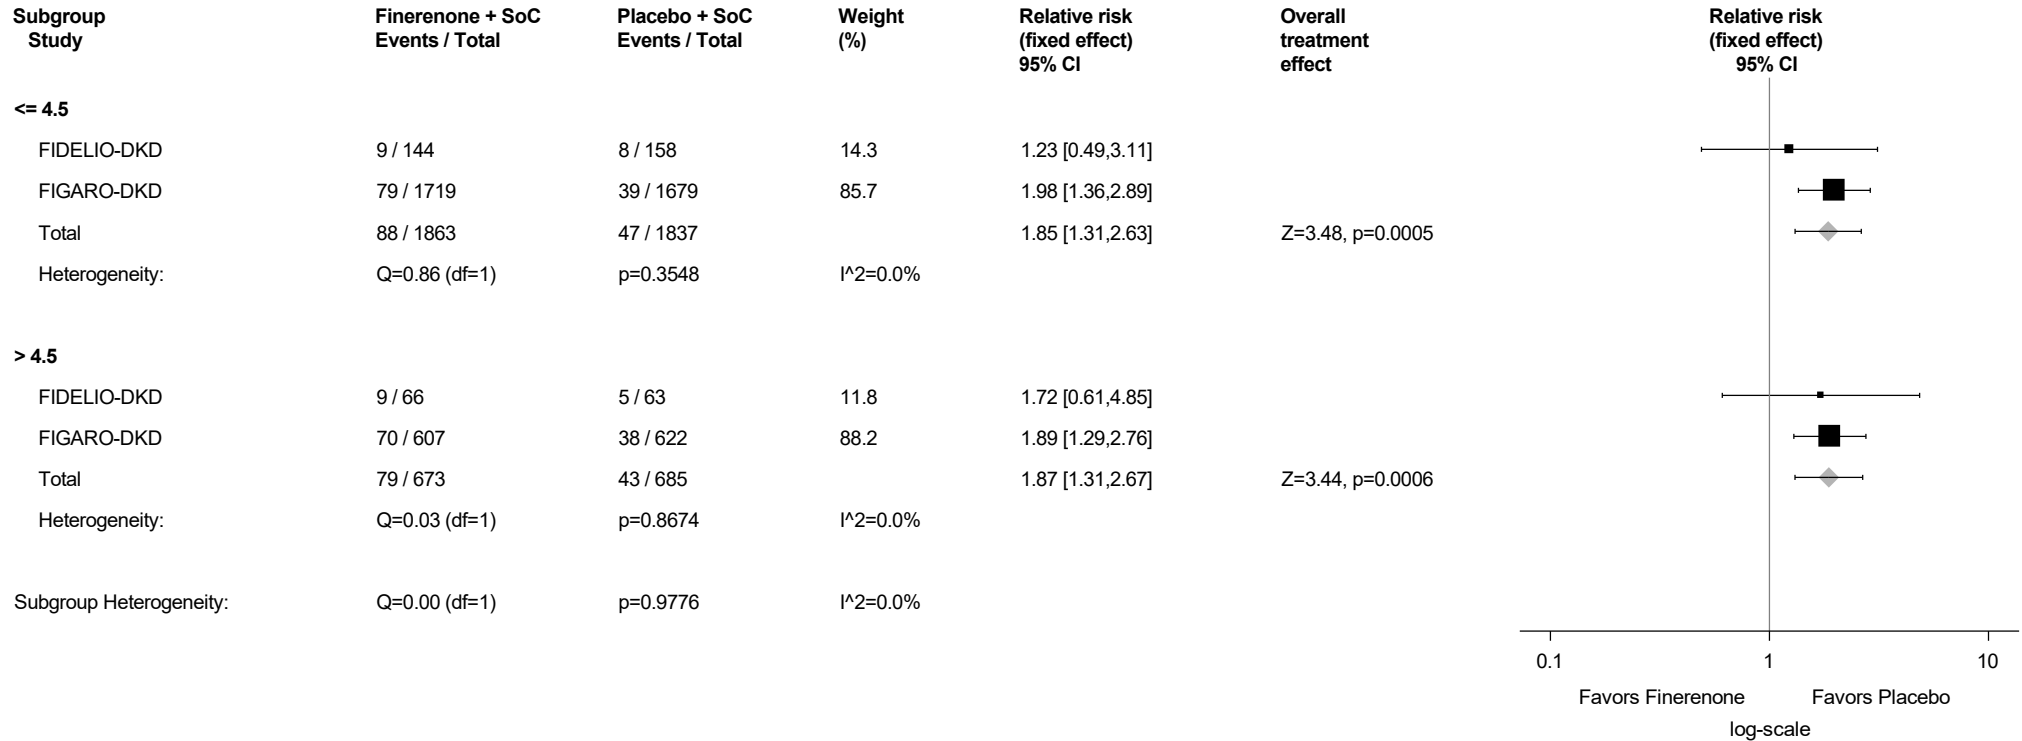 Subgroup Finerenone + SoC Placebo + SoC Weight Relative risk Overall Relative risk
Study Events / Total Events / Total (%) (fixed effect) treatment (fixed effect)
95% CI effect 95% CI
<= 4.5
FIDELIO-DKD 9 / 144 8 / 158 14.3 1.23 [0.49,3.11]
FIGARO-DKD 79 / 1719 39 / 1679 85.7 1.98 [1.36,2.89]
Total 88 / 1863 47 / 1837 1.85 [1.31,2.63] Z=3.48, p=0.0005
Heterogeneity: Q=0.86 (df=1) p=0.3548 I^2=0.0%
> 4.5
FIDELIO-DKD 9 / 66 5 / 63 11.8 1.72 [0.61,4.85]
FIGARO-DKD 70 / 607 38 / 622 88.2 1.89 [1.29,2.76]
Total 79 / 673 43 / 685 1.87 [1.31,2.67] Z=3.44, p=0.0006
Heterogeneity: Q=0.03 (df=1) p=0.8674 I^2=0.0%
Subgroup Heterogeneity: Q=0.00 (df=1) p=0.9776 I^2=0.0%
0.1 1 10
Favors Finerenone Favors Placebo
log-scale